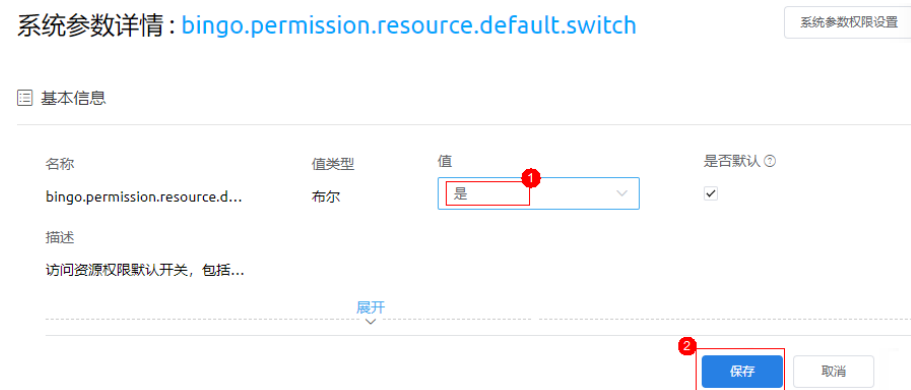 系统参数详情 : bingo.permission.resource.default.switch
系统参数权限设置
基本信息
名称
值类型
值
是否默认
bingo.permission.resource.d...
布尔
1
是
描述
访问资源权限默认开关，包括...
展开
2
保存
取消